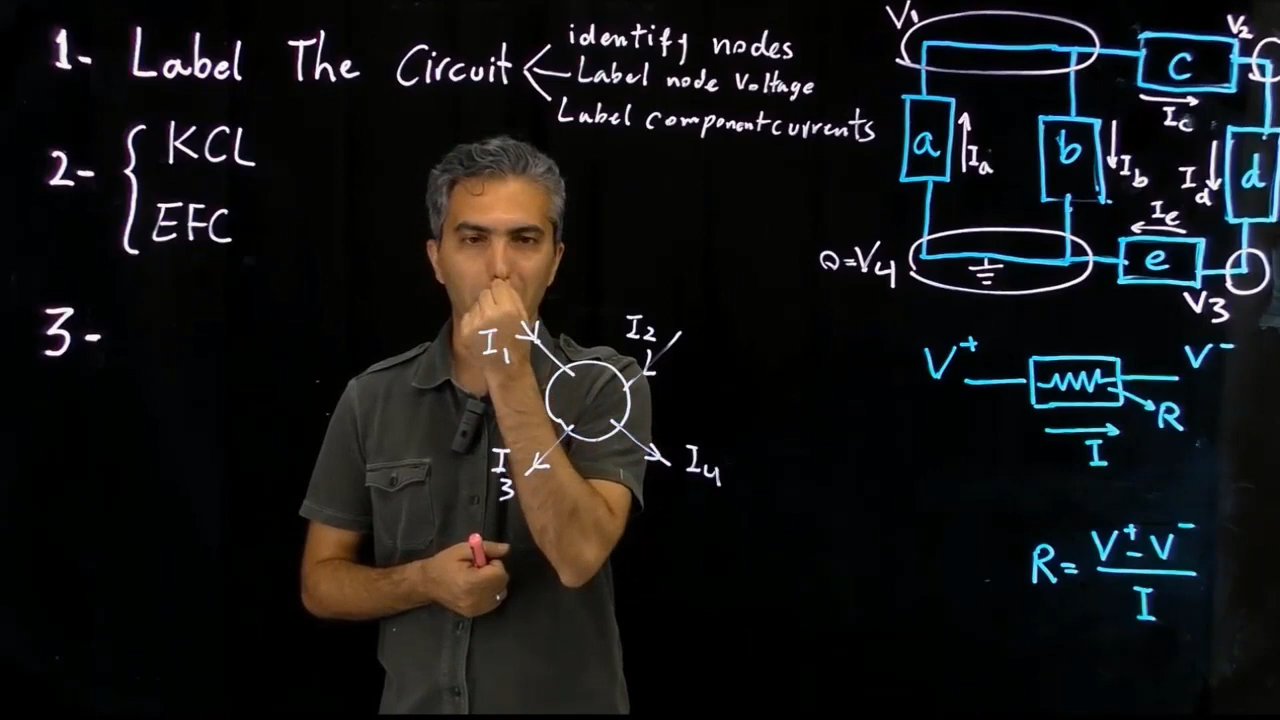 1- Label The Circuit
identify nodes
Label node Voltage
Label component currents
2- KCL
EFC
3-
V1
V2
c
Ic
a
Ia
b
Ib
Id
d
Ie
e
0=V4
V3
I1
I2
I3
I4
V+
V-
R
I
R= V+ - V-
I